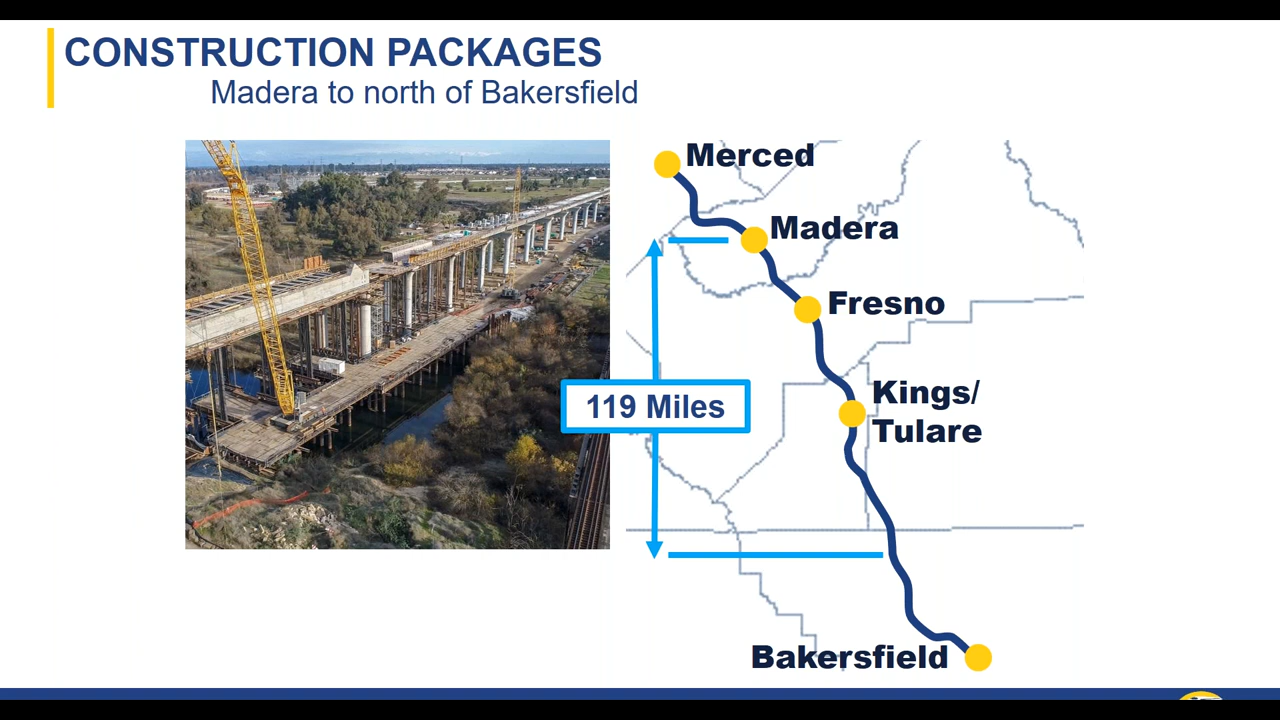 CONSTRUCTION PACKAGES
Madera to north of Bakersfield
Merced
Madera
Fresno
Kings/
Tulare
119 Miles
Bakersfield